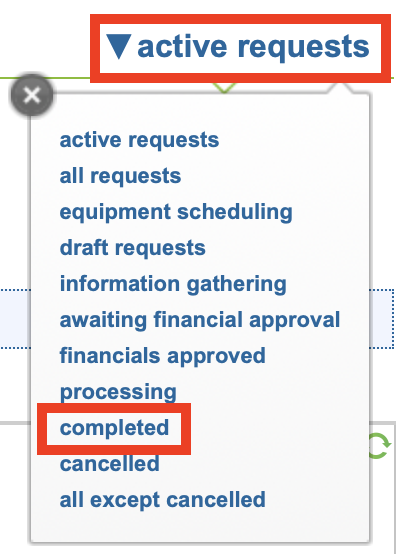 ▼active requests
active requests
all requests
equipment scheduling
draft requests
information gathering
awaiting financial approval
financials approved
processing
completed
cancelled
all except cancelled